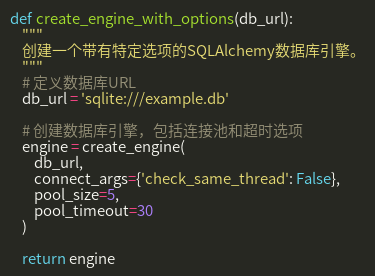 def create_engine_with_options(db_url):
    """
    创建一个带有特定选项的SQLAlchemy数据库引擎。
    """
    # 定义数据库URL
    db_url = 'sqlite:///example.db'

    # 创建数据库引擎，包括连接池和超时选项
    engine = create_engine(
        db_url,
        connect_args={'check_same_thread': False},
        pool_size=5,
        pool_timeout=30
    )

    return engine